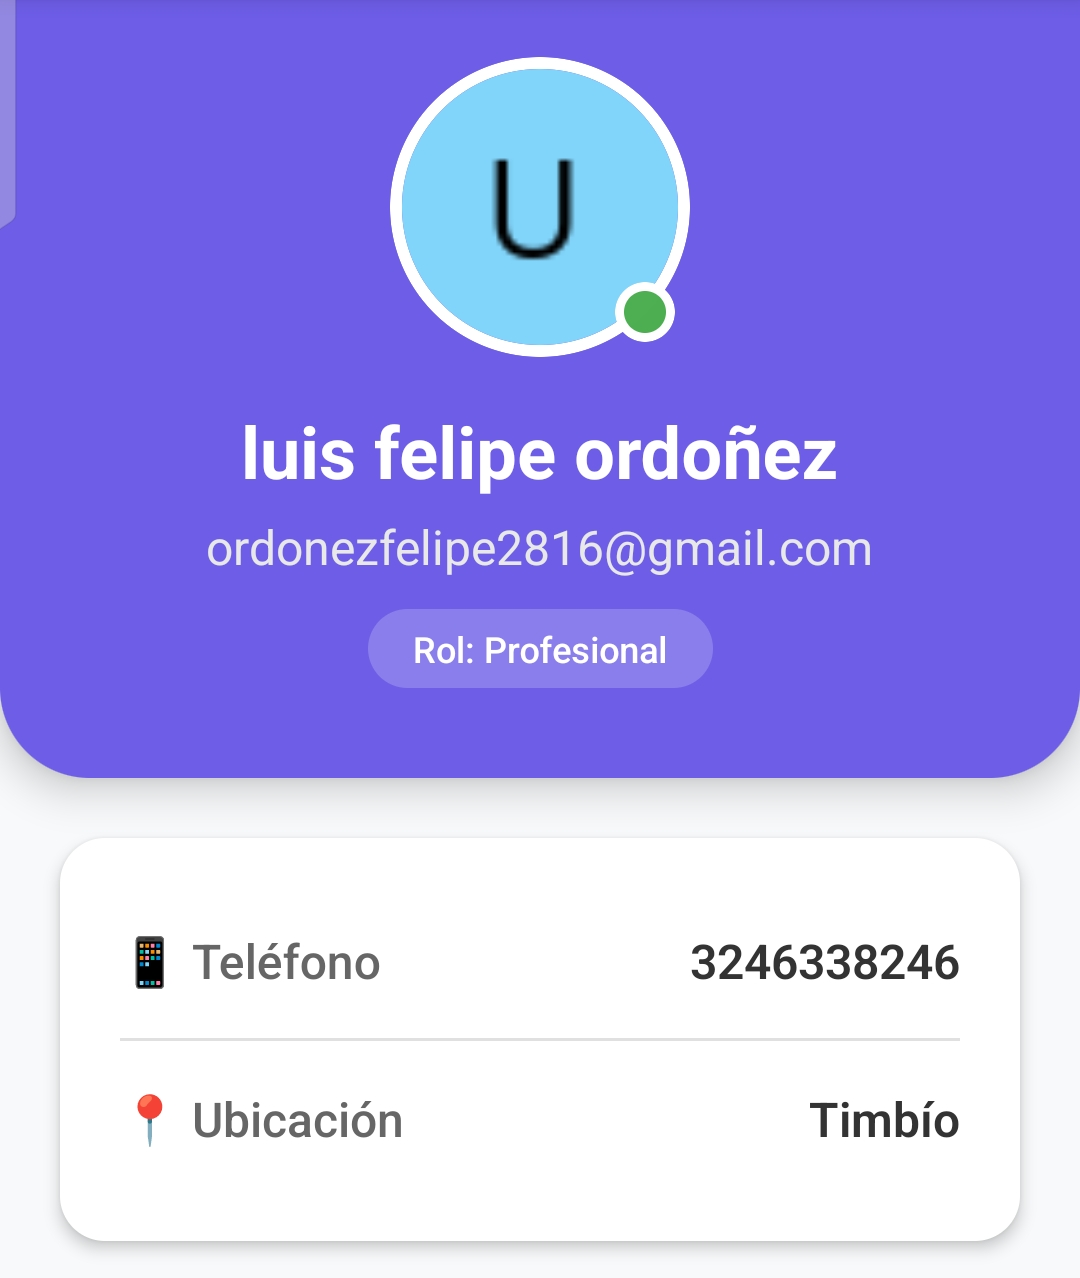 U
luis felipe ordoñez
ordonezfelipe2816@gmail.com
Rol: Profesional
Teléfono 3246338246
Ubicación Timbío